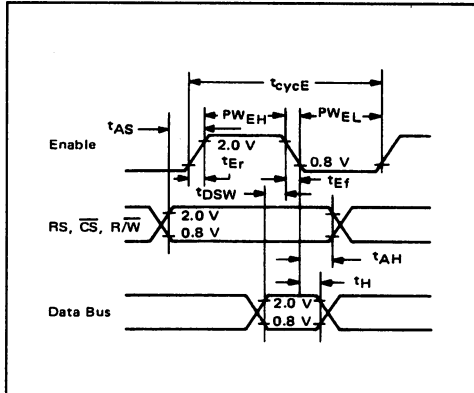 tcycE
PWEH PWEL
tAS
Enable 2.0 V 0.8 V
tEr tEf
tDSW
RS, C̅S̅, R/W̅ 2.0 V
0.8 V
tAH
tH
Data Bus 2.0 V
0.8 V